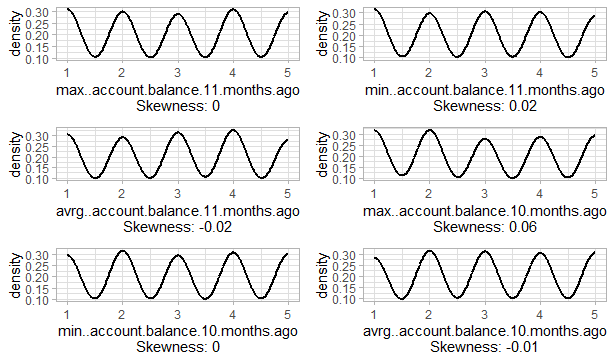 density
0.30
0.25
0.20
0.15
0.10
1 2 3 4 5
max..account.balance.11.months.ago
Skewness: 0
density
0.30
0.25
0.20
0.15
0.10
1 2 3 4 5
min..account.balance.11.months.ago
Skewness: 0.02
density
0.30
0.25
0.20
0.15
0.10
1 2 3 4 5
avrg..account.balance.11.months.ago
Skewness: -0.02
density
0.30
0.25
0.20
0.15
0.10
1 2 3 4 5
max..account.balance.10.months.ago
Skewness: 0.06
density
0.30
0.25
0.20
0.15
0.10
1 2 3 4 5
min..account.balance.10.months.ago
Skewness: 0
density
0.30
0.25
0.20
0.15
0.10
1 2 3 4 5
avrg..account.balance.10.months.ago
Skewness: -0.01